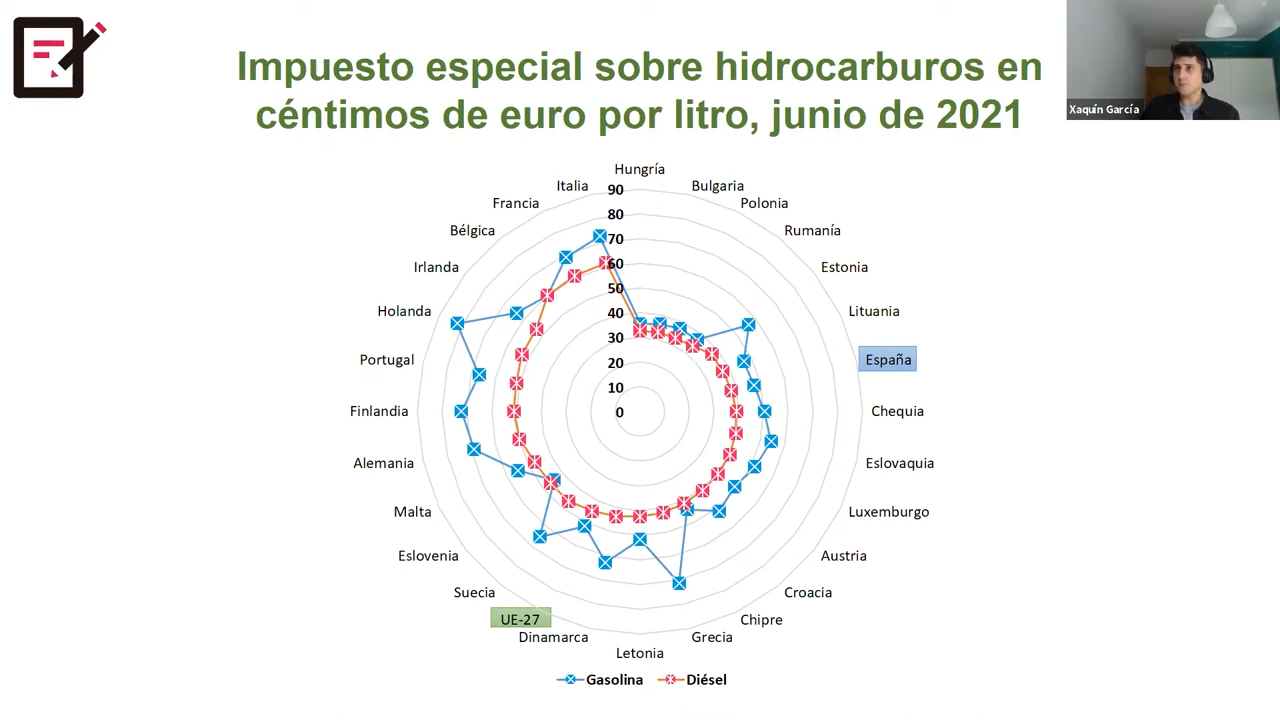 Impuesto especial sobre hidrocarburos en
céntimos de euro por litro, junio de 2021
Xaquín García
Hungría
Bulgaria
Polonia
Rumanía
Estonia
Lituania
España
Chequia
Eslovaquia
Luxemburgo
Austria
Croacia
Chipre
Grecia
Letonia
Dinamarca
UE-27
Suecia
Eslovenia
Malta
Alemania
Finlandia
Portugal
Holanda
Irlanda
Bélgica
Francia
Italia
90
80
70
60
50
40
30
20
10
0
Gasolina
Diésel